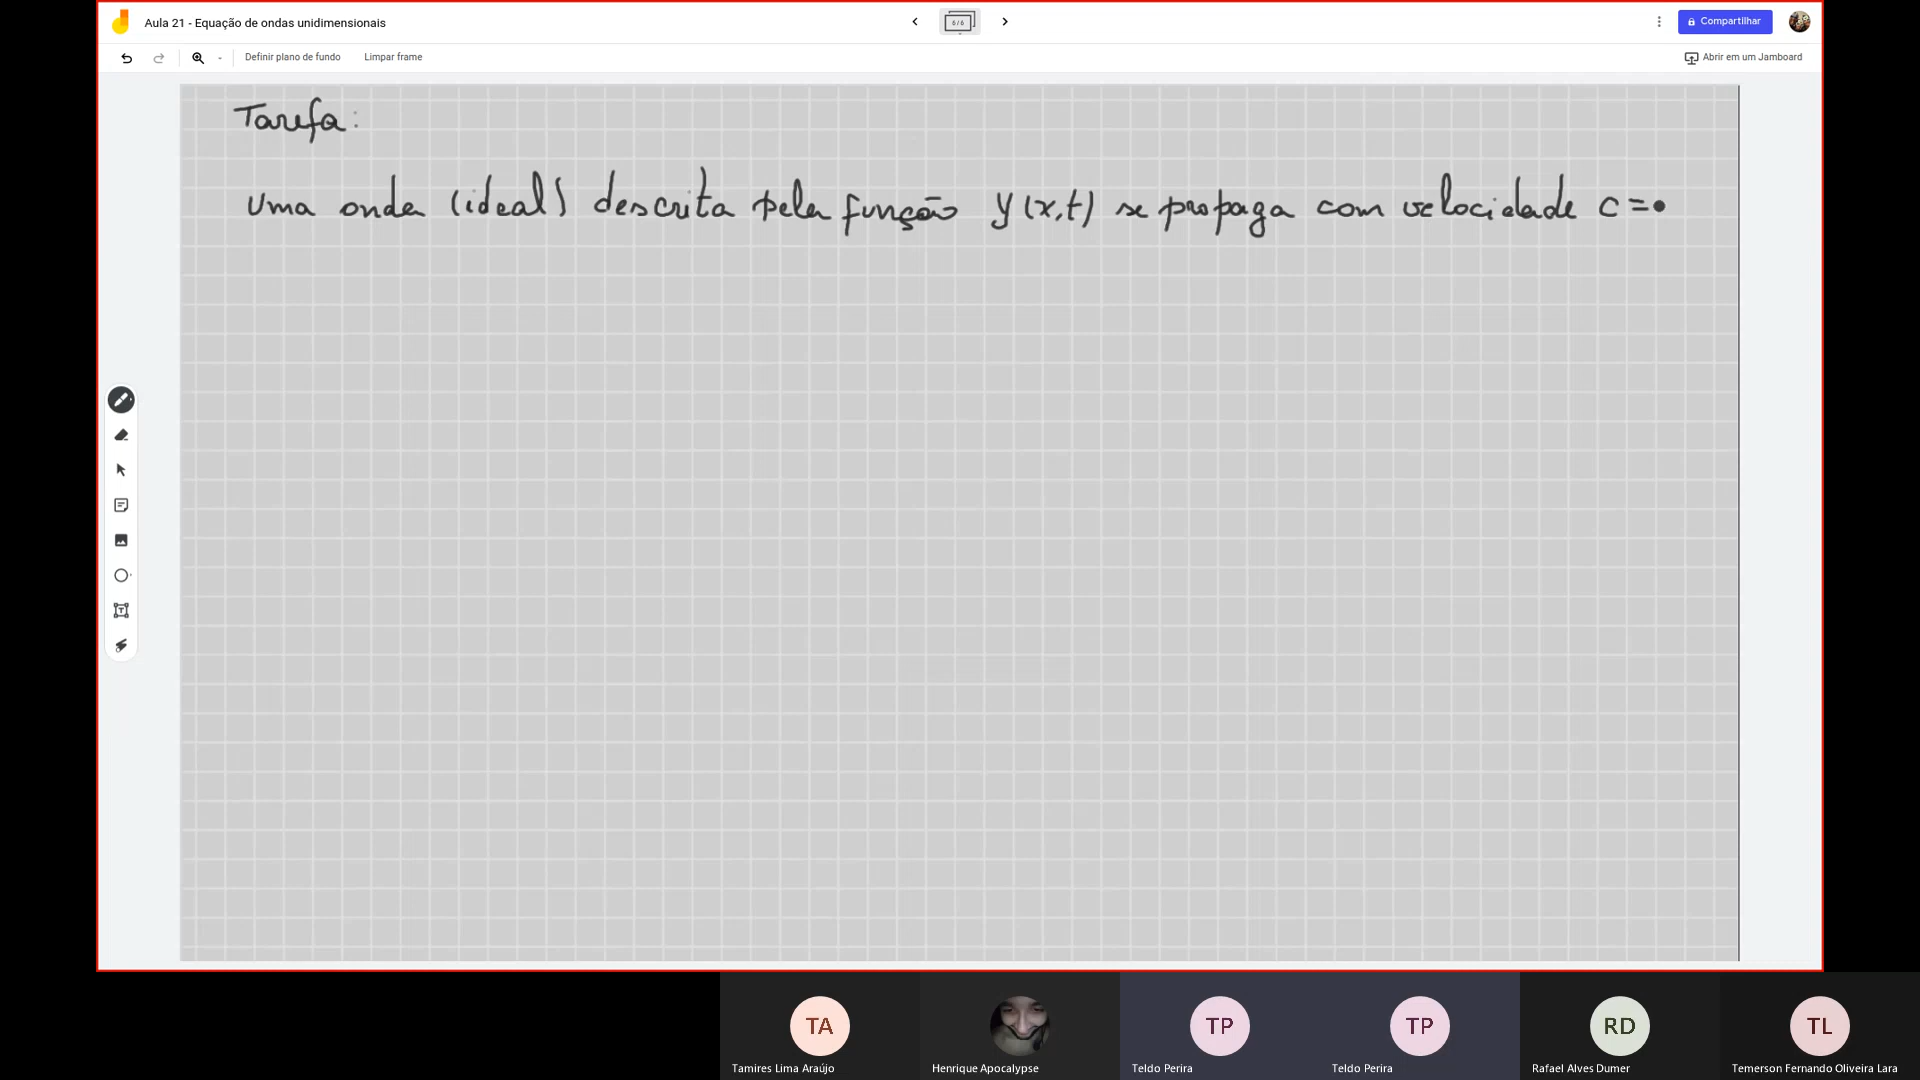 Aula 21 - Equação de ondas unidimensionais
6/6
Compartilhar
Definir plano de fundo
Limpar frame
Abrir em um Jamboard
Tarefa:
Uma onda (ideal) descrita pela função y(x,t) se propaga com velocidade c =
TA
TP
TP
RD
TL
Tamires Lima Araújo
Henrique Apocalypse
Teldo Perira
Teldo Perira
Rafael Alves Dumer
Temerson Fernando Oliveira Lara